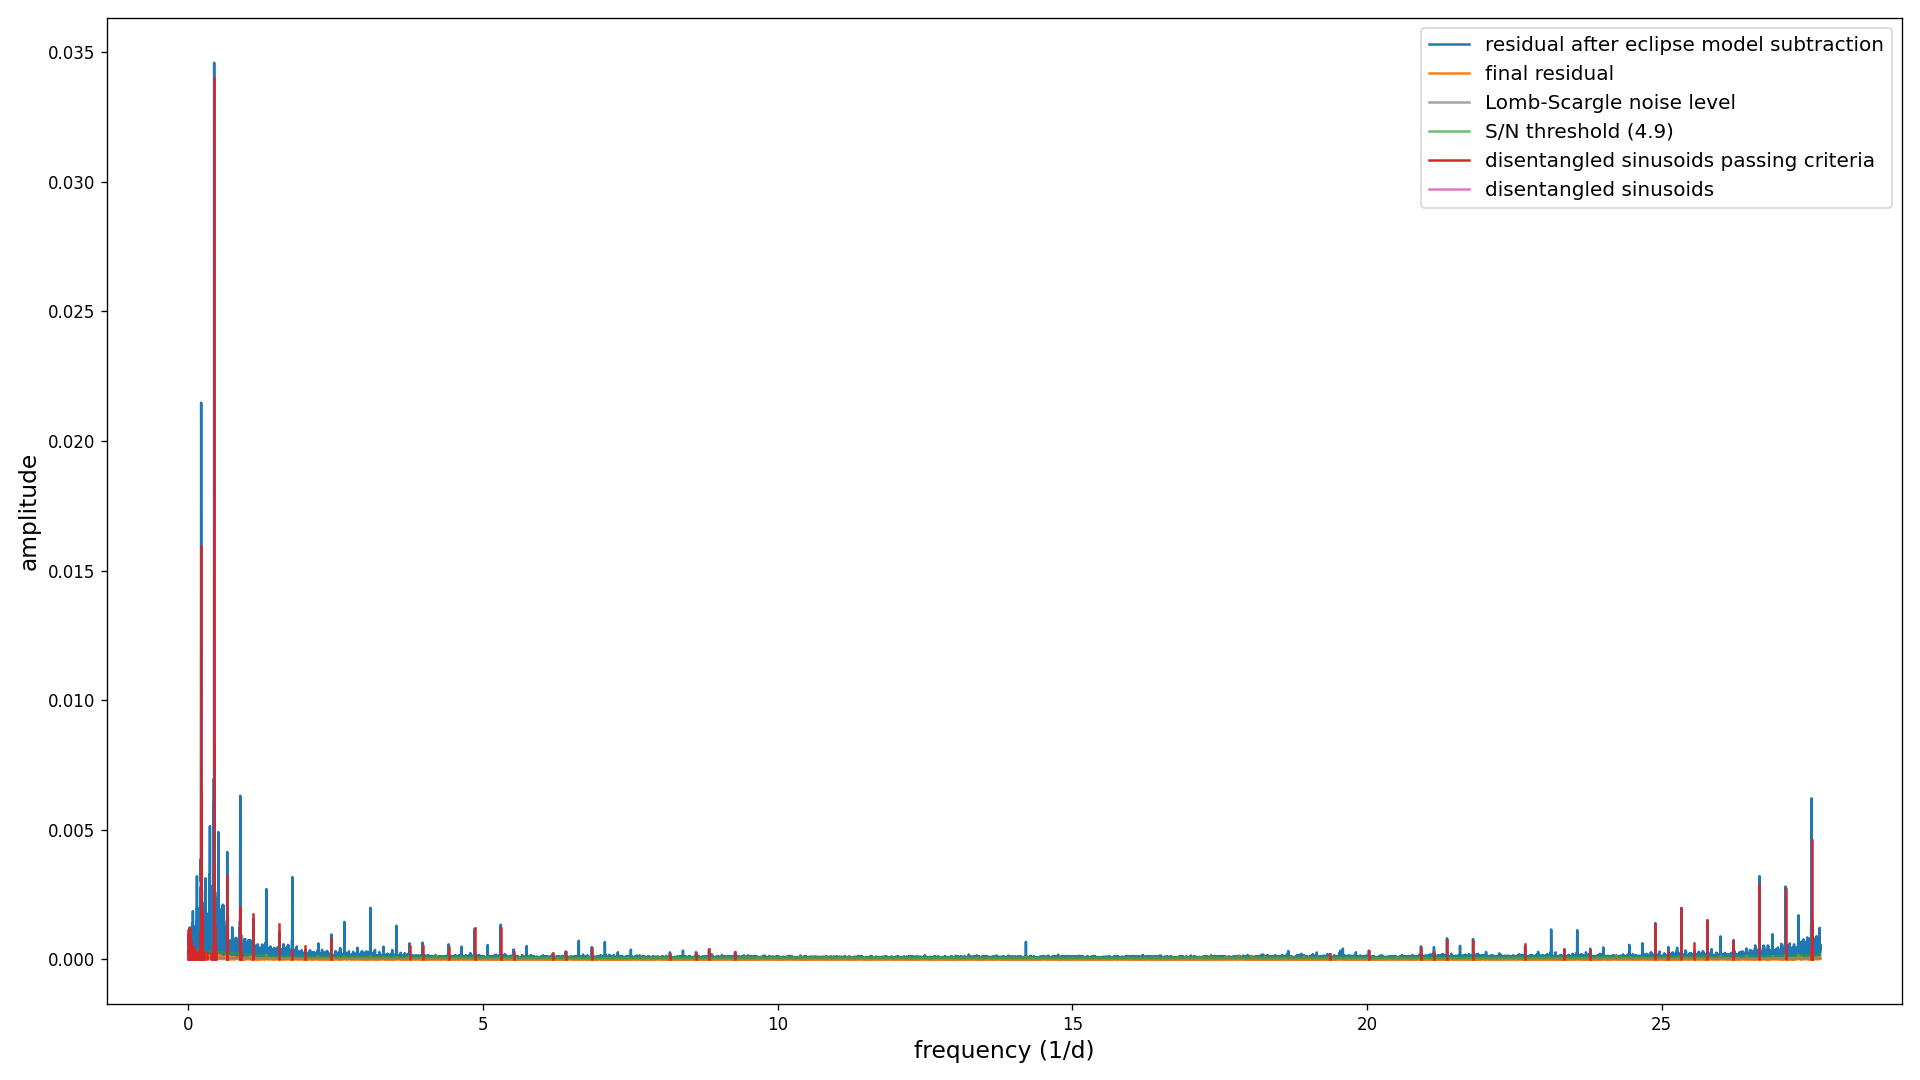 residual after eclipse model subtraction
final residual
Lomb-Scargle noise level
S/N threshold (4.9)
disentangled sinusoids passing criteria
disentangled sinusoids
0.035
0.030
0.025
0.020
0.015
0.010
0.005
0.000
amplitude
0 5 10 15 20 25
frequency (1/d)